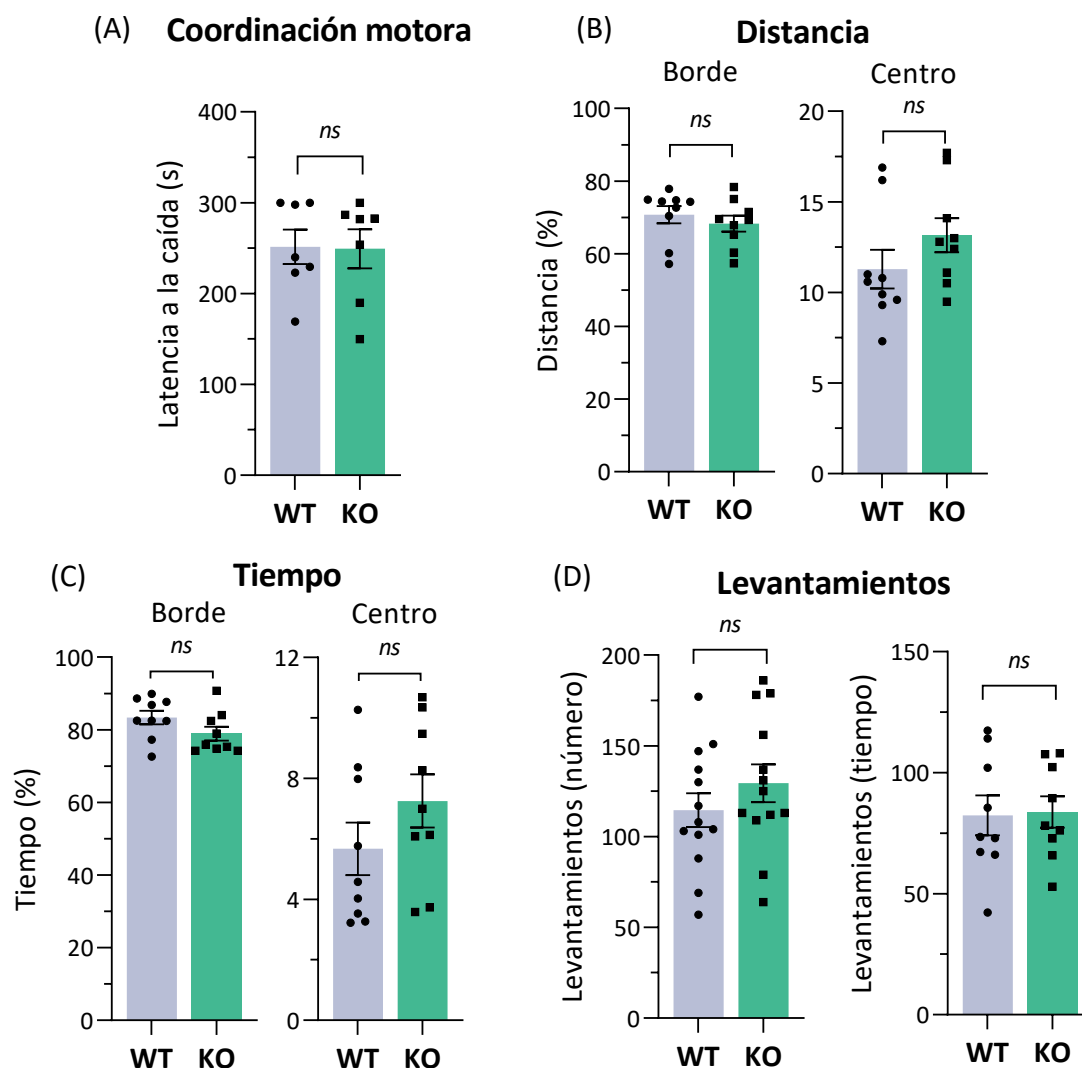 (A) Coordinación motora
Latencia a la caída (s)
400
300
200
100
0
ns
WT KO
(B) Distancia
Borde
Distancia (%)
100
80
60
40
20
0
ns
WT KO
Centro
20
15
10
5
0
ns
WT KO
(C) Tiempo
Borde
Tiempo (%)
100
80
60
40
20
0
ns
WT KO
Centro
12
8
4
0
ns
WT KO
(D) Levantamientos
Levantamientos (número)
200
150
100
50
0
ns
WT KO
Levantamientos (tiempo)
150
100
50
0
ns
WT KO